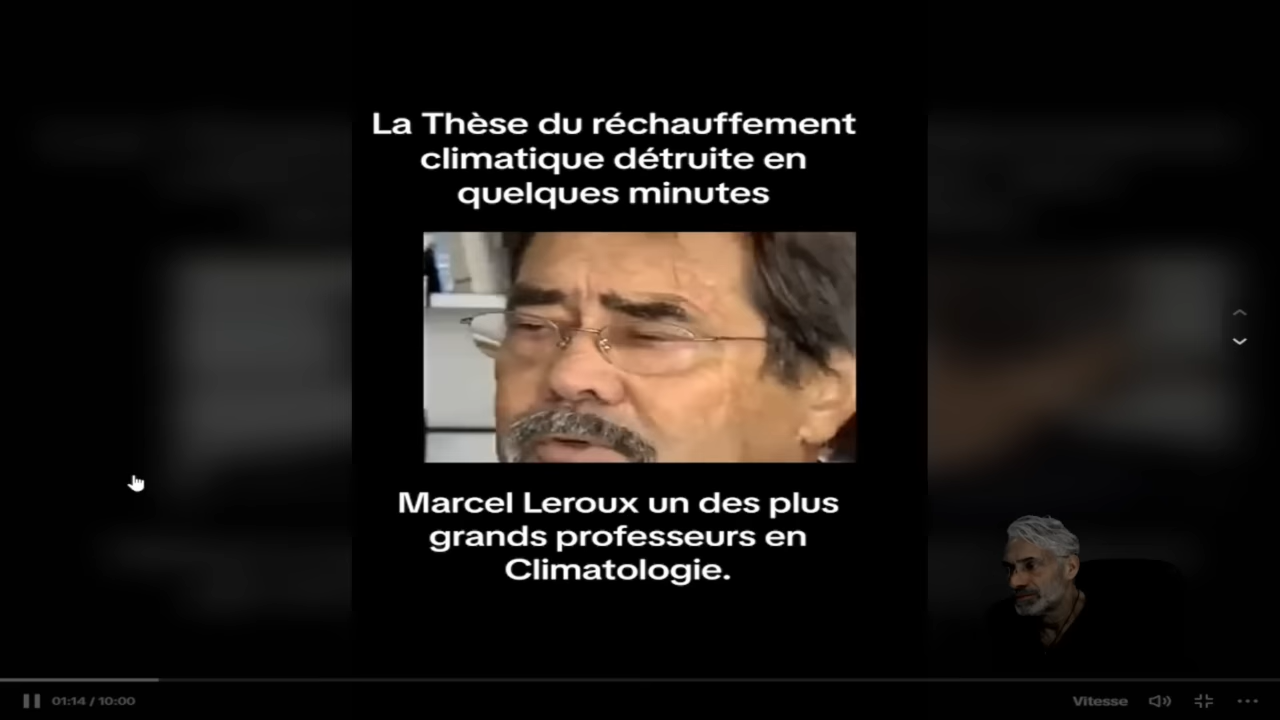 La Thèse du réchauffement
climatique détruite en
quelques minutes
Marcel Leroux un des plus
grands professeurs en
Climatologie.
01:14 / 10:00
Vitesse